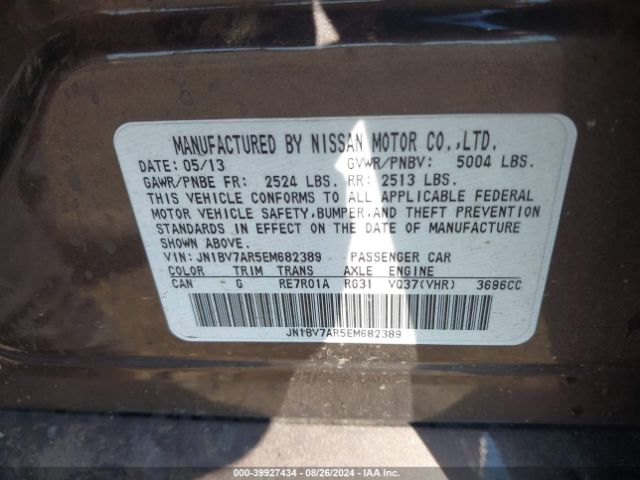 MANUFACTURED BY NISSAN MOTOR CO.,LTD.
DATE: 05/13 GVWR/PNBV: 5004 LBS.
GAWR/PNBE FR: 2524 LBS. RR: 2513 LBS.
THIS VEHICLE CONFORMS TO ALL APPLICABLE FEDERAL
MOTOR VEHICLE SAFETY,BUMPER,AND THEFT PREVENTION
STANDARDS IN EFFECT ON THE DATE OF MANUFACTURE
SHOWN ABOVE.
VIN: JN1BV7AR5EM682389 PASSENGER CAR
COLOR TRIM TRANS AXLE ENGINE
CAN G RE7R01A RG31 VQ37(VHR) 3696CC
JN1BV7AR5EM682389
000-39927434 - 08/26/2024 - IAA Inc.